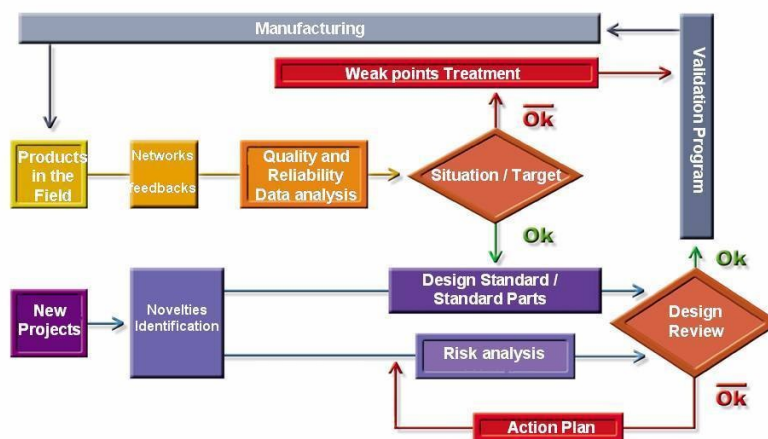 Manufacturing
Weak points Treatment
Validation Program
Ok
Products
in the
Field
Networks
feedbacks
Quality and
Reliability
Data analysis
Situation / Target
Ok
Ok
New
Projects
Novelties
Identification
Design Standard /
Standard Parts
Design
Review
Risk analysis
Ok
Action Plan